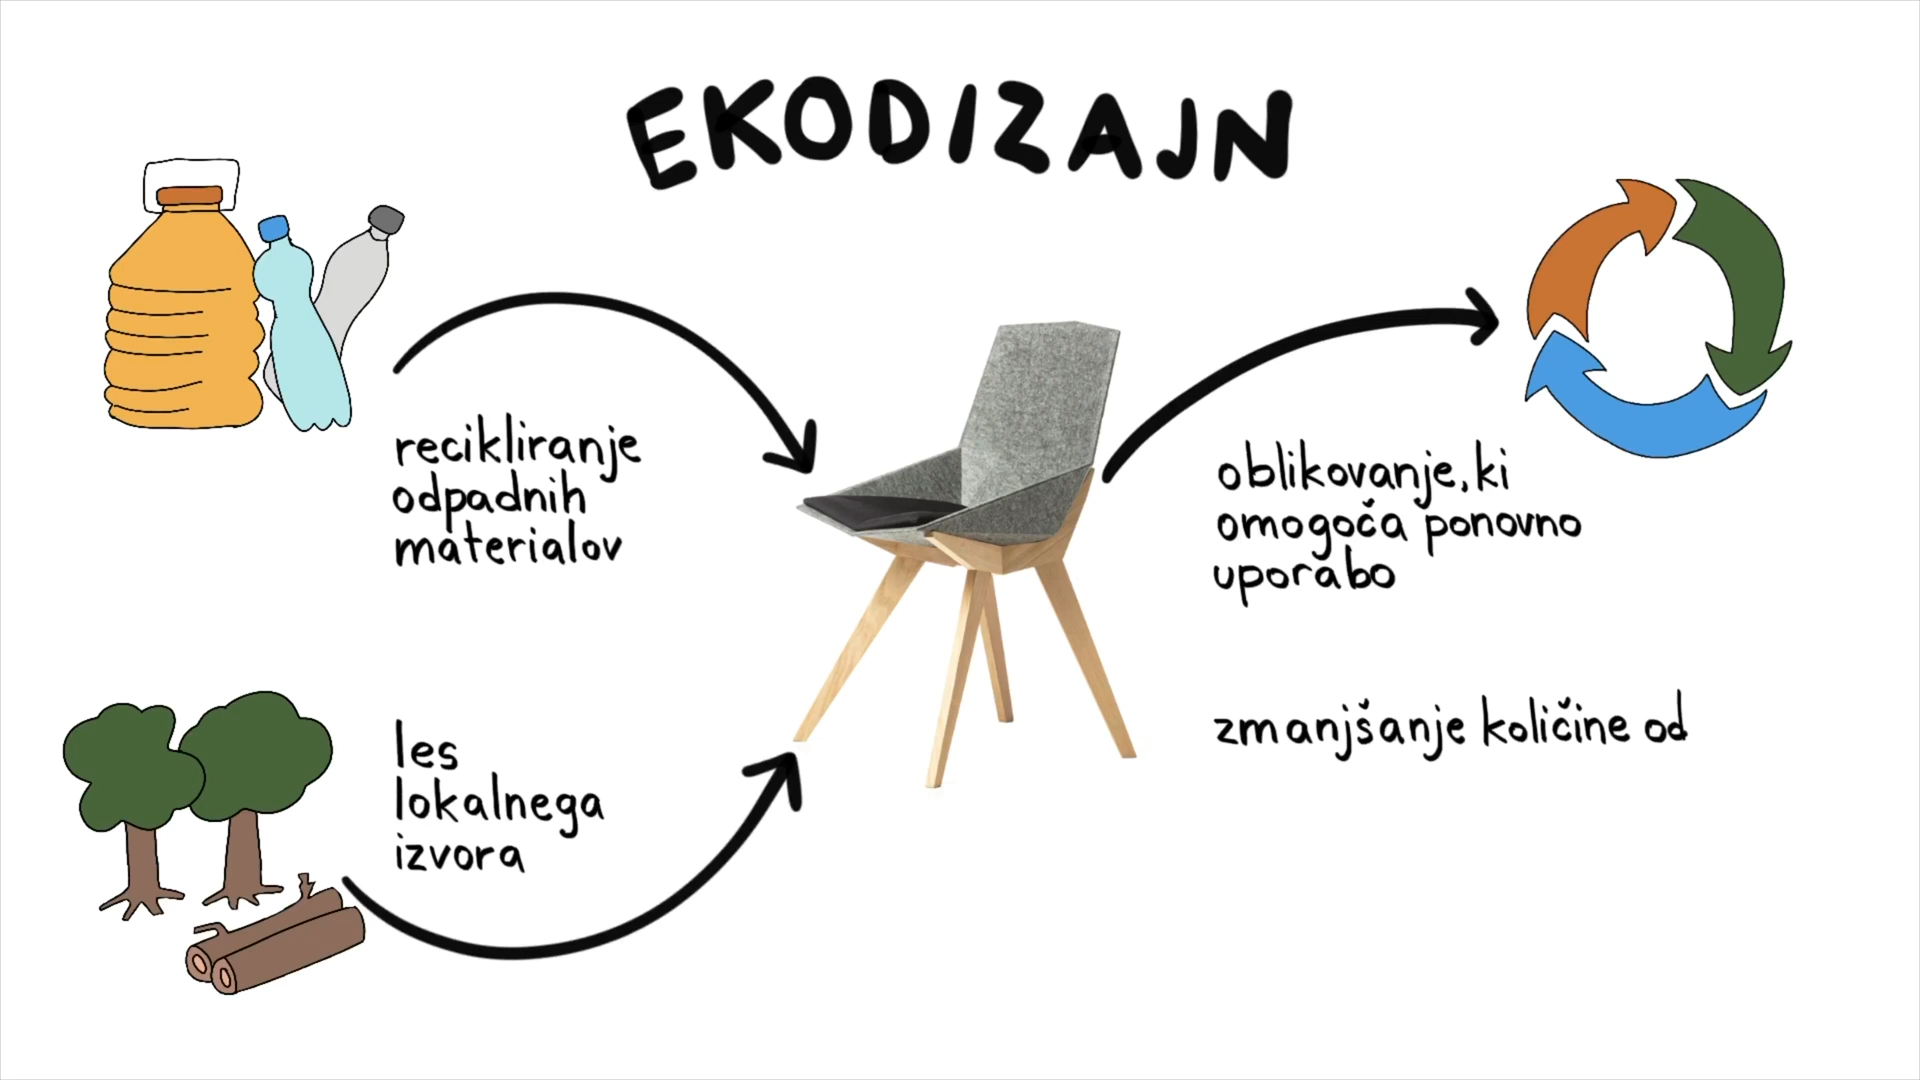 EKODIZAJN
recikliranje
odpadnih
materialov
oblikovanje, ki
omogoča ponovno
uporabo
les
lokalnega
izvora
zmanjšanje količine od